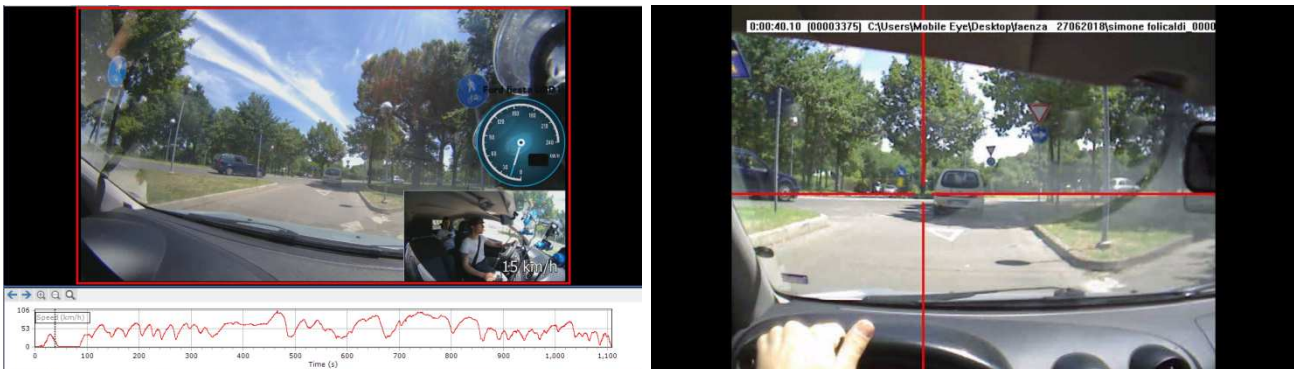 0:00:40.10 (00003375) C:\Users\Mobile Eye\Desktop\faenza 27062018\simone folicaldi_0000
15 km/h
106
Speed (km/h)
53
0
0 100 200 300 400 500 600 700 800 900 1,000 1,100
Time (s)